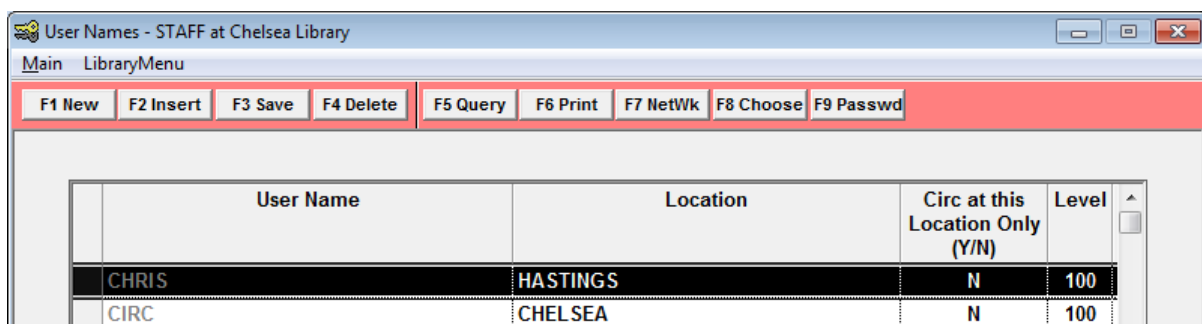 User Names - STAFF at Chelsea Library
Main LibraryMenu
F1 New F2 Insert F3 Save F4 Delete F5 Query F6 Print F7 NetWk F8 Choose F9 Passwd
User Name Location Circ at this Level
Location Only
(Y/N)
CHRIS HASTINGS N 100
CIRC CHELSEA N 100